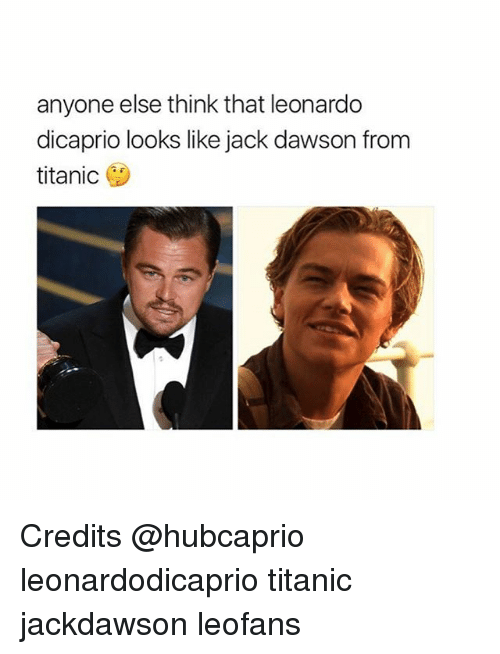 anyone else think that leonardo
dicaprio looks like jack dawson from
titanic 🤔
Credits @hubcaprio
leonardodicaprio titanic
jackdawson leofans